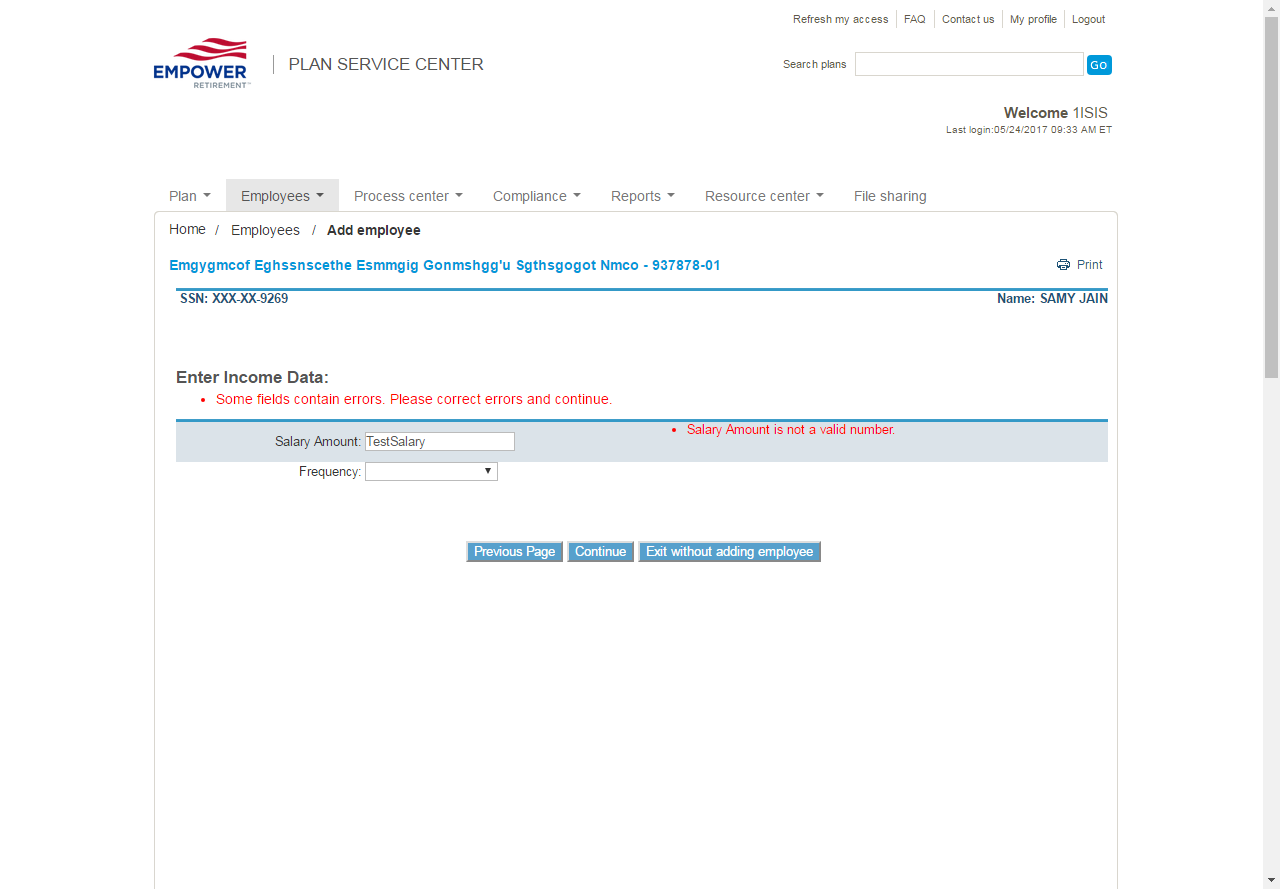 Refresh my access FAQ Contact us My profile Logout
EMPOWER
RETIREMENT™
PLAN SERVICE CENTER
Search plans Go
Welcome 1ISIS
Last login:05/24/2017 09:33 AM ET
Plan Employees Process center Compliance Reports Resource center File sharing
Home / Employees / Add employee
Emgygmcof Eghssnscethe Esmmgig Gonmshgg'u Sgthsgogot Nmco - 937878-01 Print
SSN: XXX-XX-9269 Name: SAMY JAIN
Enter Income Data:
• Some fields contain errors. Please correct errors and continue.
• Salary Amount is not a valid number.
Salary Amount: TestSalary
Frequency:
Previous Page Continue Exit without adding employee